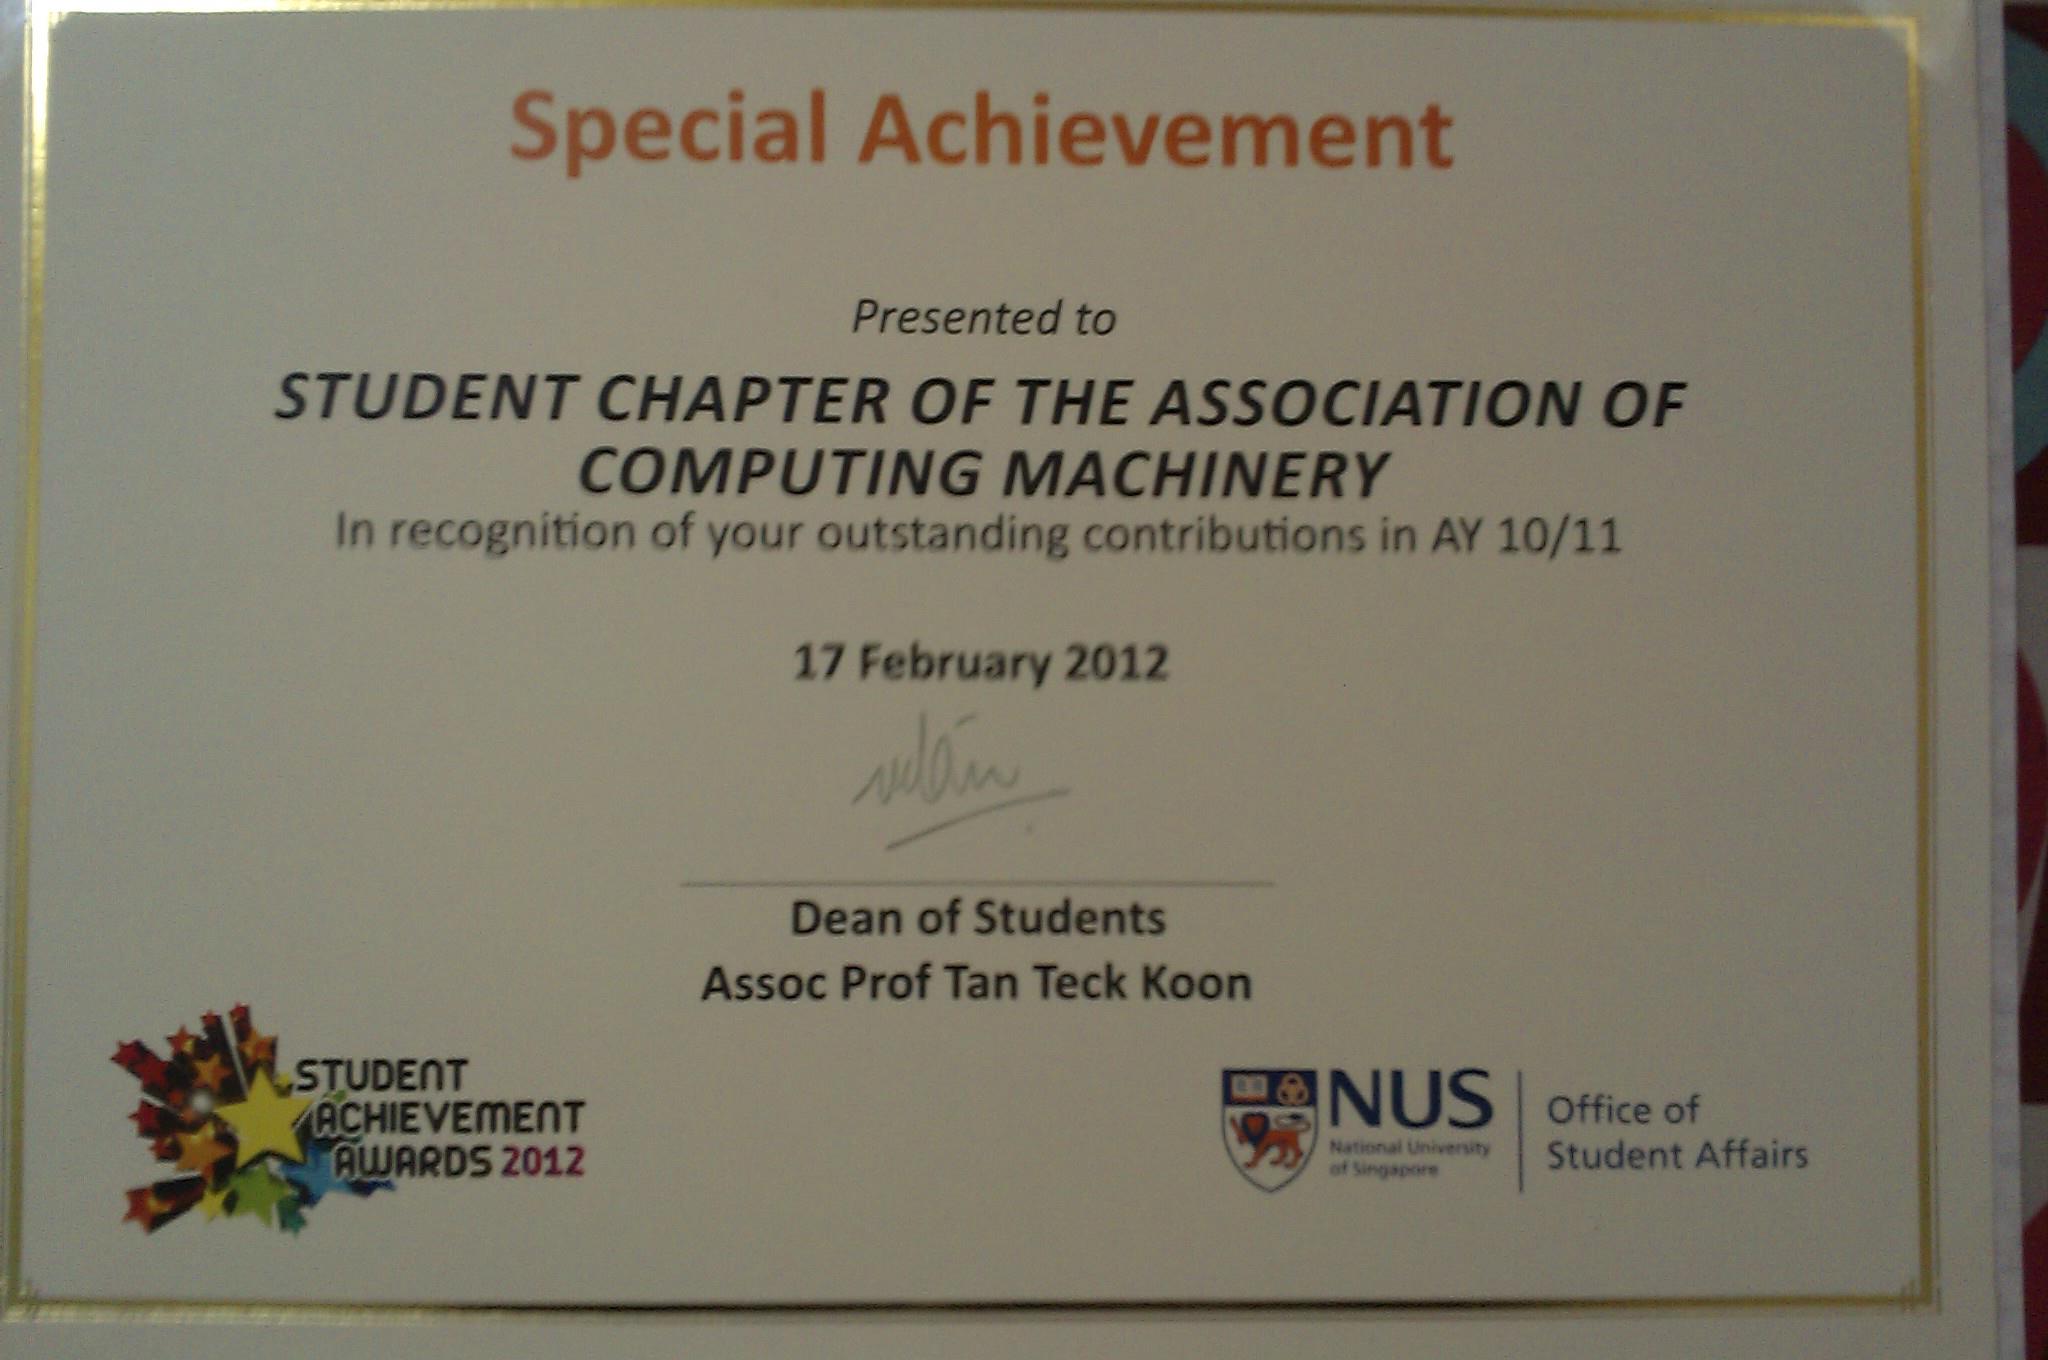 Special Achievement
Presented to
STUDENT CHAPTER OF THE ASSOCIATION OF
COMPUTING MACHINERY
In recognition of your outstanding contributions in AY 10/11
17 February 2012
Dean of Students
Assoc Prof Tan Teck Koon
STUDENT
ACHIEVEMENT
AWARDS 2012
NUS
National University
of Singapore
Office of
Student Affairs